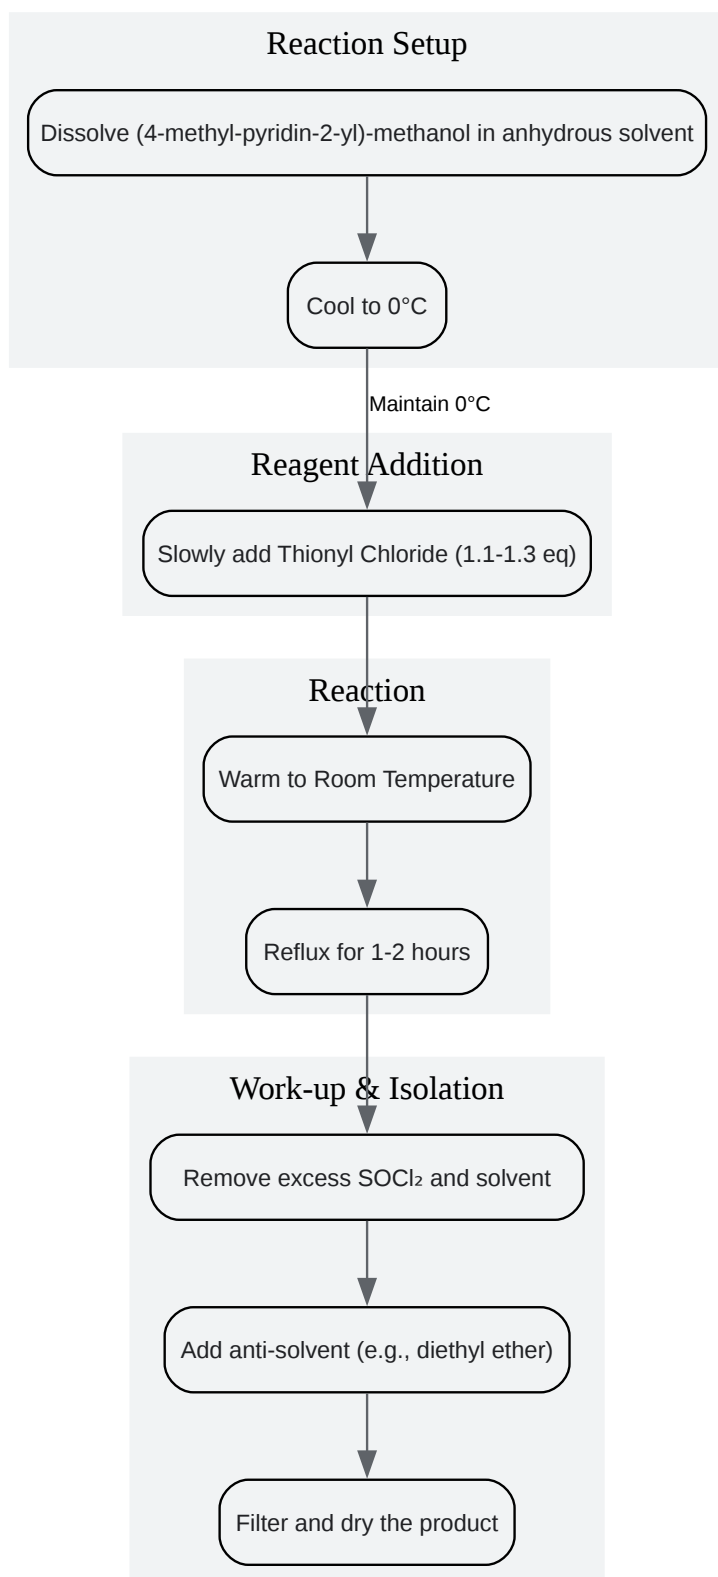 Reaction Setup
Dissolve (4-methyl-pyridin-2-yl)-methanol in anhydrous solvent
Cool to 0°C
Maintain 0°C
Reagent Addition
Slowly add Thionyl Chloride (1.1-1.3 eq)
Reaction
Warm to Room Temperature
Reflux for 1-2 hours
Work-up & Isolation
Remove excess SOCl₂ and solvent
Add anti-solvent (e.g., diethyl ether)
Filter and dry the product